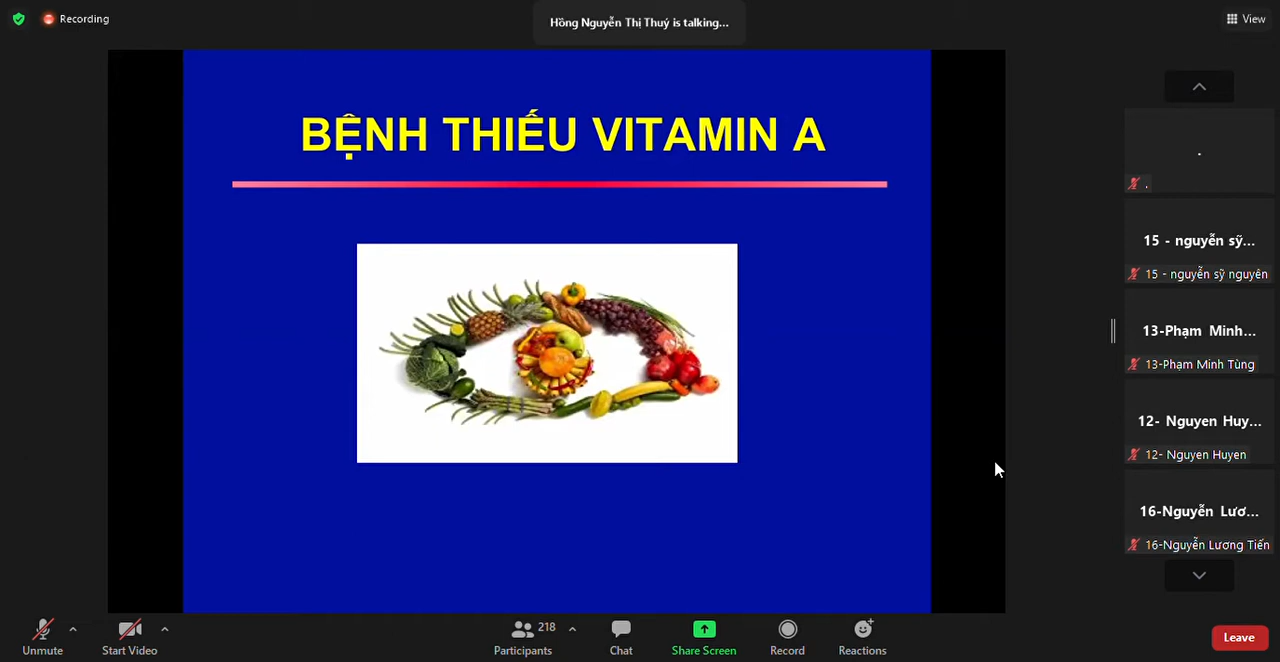 Recording
Hồng Nguyễn Thị Thuý is talking...
View
BỆNH THIẾU VITAMIN A
.
.
15 - nguyễn sỹ...
15 - nguyễn sỹ nguyên
13-Phạm Minh...
13-Phạm Minh Tùng
12- Nguyen Huy...
12- Nguyen Huyen
16-Nguyễn Lươ...
16-Nguyễn Lương Tiến
Unmute
Start Video
218
Participants
Chat
Share Screen
Record
Reactions
Leave